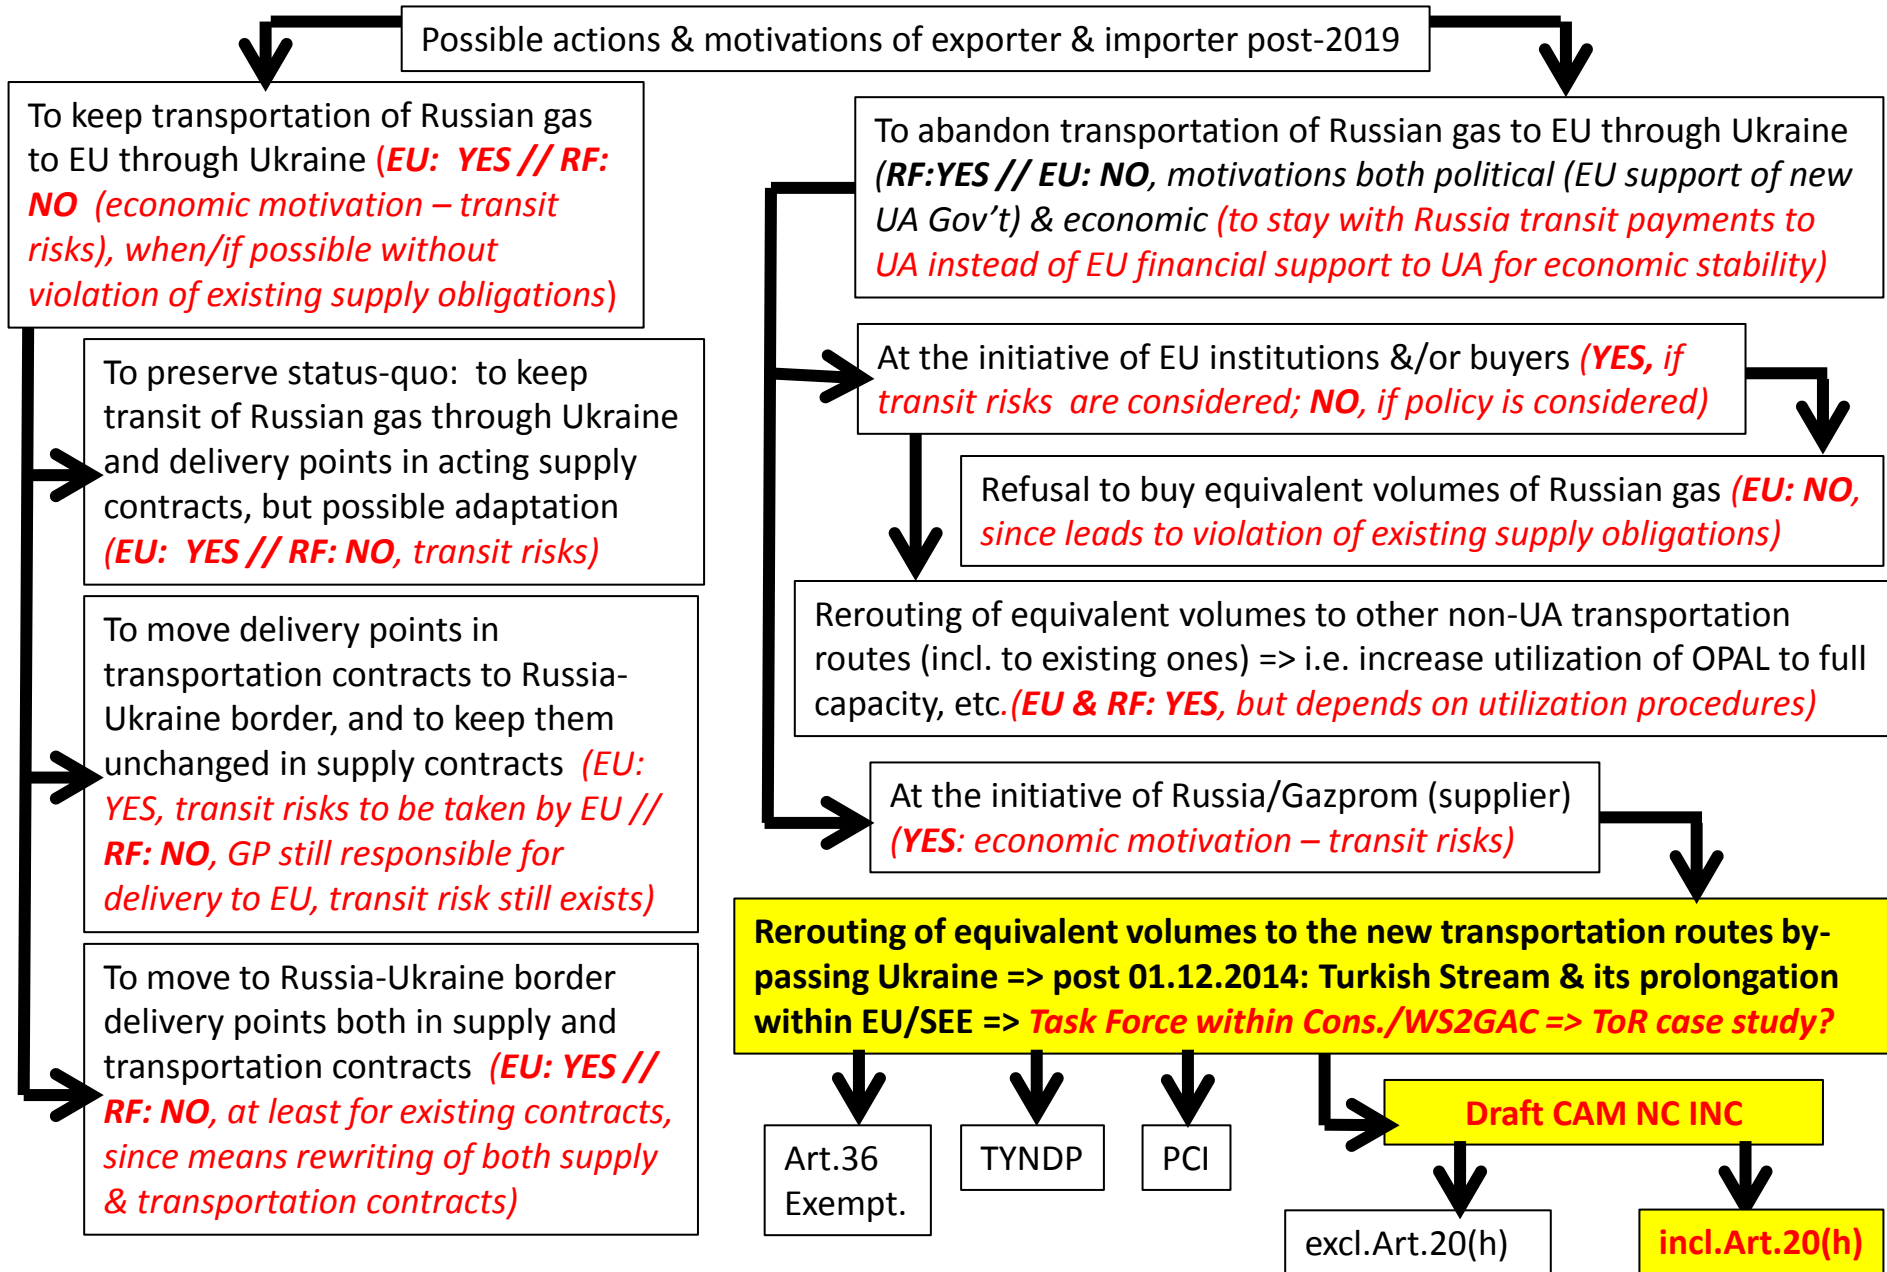 Possible actions & motivations of exporter & importer post-2019
To keep transportation of Russian gas
to EU through Ukraine (EU: YES // RF:
NO (economic motivation – transit
risks), when/if possible without
violation of existing supply obligations)
To preserve status-quo: to keep
transit of Russian gas through Ukraine
and delivery points in acting supply
contracts, but possible adaptation
(EU: YES // RF: NO, transit risks)
To move delivery points in
transportation contracts to Russia-
Ukraine border, and to keep them
unchanged in supply contracts (EU:
YES, transit risks to be taken by EU //
RF: NO, GP still responsible for
delivery to EU, transit risk still exists)
To move to Russia-Ukraine border
delivery points both in supply and
transportation contracts (EU: YES //
RF: NO, at least for existing contracts,
since means rewriting of both supply
& transportation contracts)
To abandon transportation of Russian gas to EU through Ukraine
(RF:YES // EU: NO, motivations both political (EU support of new
UA Gov't) & economic (to stay with Russia transit payments to
UA instead of EU financial support to UA for economic stability)
At the initiative of EU institutions &/or buyers (YES, if
transit risks are considered; NO, if policy is considered)
Refusal to buy equivalent volumes of Russian gas (EU: NO,
since leads to violation of existing supply obligations)
Rerouting of equivalent volumes to other non-UA transportation
routes (incl. to existing ones) => i.e. increase utilization of OPAL to full
capacity, etc.(EU & RF: YES, but depends on utilization procedures)
At the initiative of Russia/Gazprom (supplier)
(YES: economic motivation – transit risks)
Rerouting of equivalent volumes to the new transportation routes by-
passing Ukraine => post 01.12.2014: Turkish Stream & its prolongation
within EU/SEE => Task Force within Cons./WS2GAC => ToR case study?
Art.36
Exempt.
TYNDP
PCI
Draft CAM NC INC
excl.Art.20(h)
incl.Art.20(h)